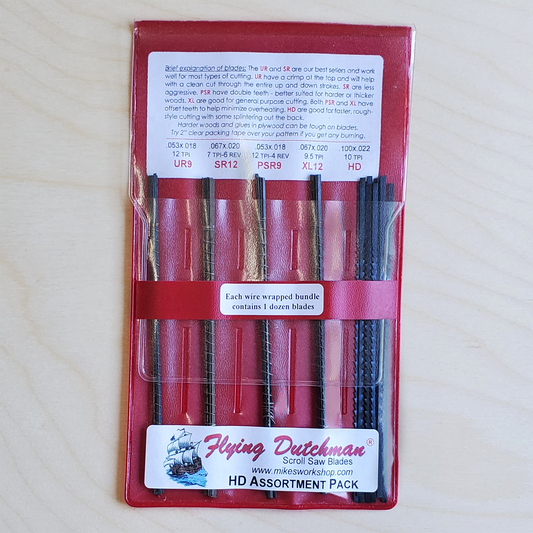 Brief explanation of blades: The UR and SR are our best sellers and work
well for most types of cutting. UR have a crimp at the top and will help
with a clean cut through the entire up and down strokes. SR are less
aggressive. PSR have double teeth - better suited for harder or thicker
woods. XL are good for general purpose cutting. Both PSR and XL have
offset teeth to help minimize overheating. HD are good for faster, rough-
style cutting with some splintering out the back.
Harder woods and glues in plywood can be tough on blades.
Try 2" clear packing tape over your pattern if you get any burning.
.053 x.018 .067x.020 .053 x.018 .067x.020 .100 x.022
12 TPI 7 TPI-6 REV 12 TPI-4 REV 9.5 TPI 10 TPI
UR9 SR12 PSR9 XL12 HD
Each wire wrapped bundle
contains 1 dozen blades
Flying Dutchman®
Scroll Saw Blades
www.mikesworkshop.com
HD ASSORTMENT PACK